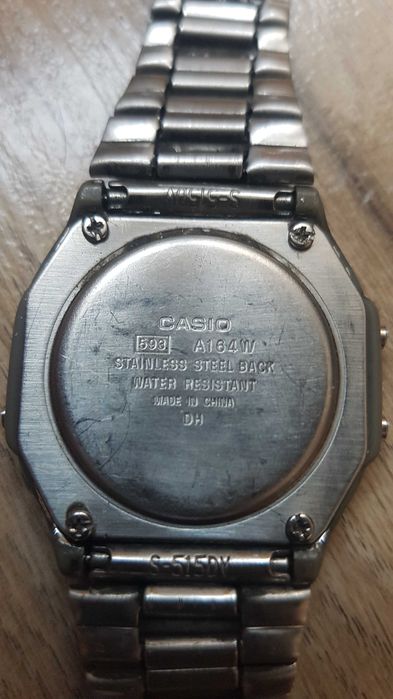 CASIO
593 A164W
STAINLESS STEEL BACK
WATER RESISTANT
MADE IN CHINA
DH
S-515DY